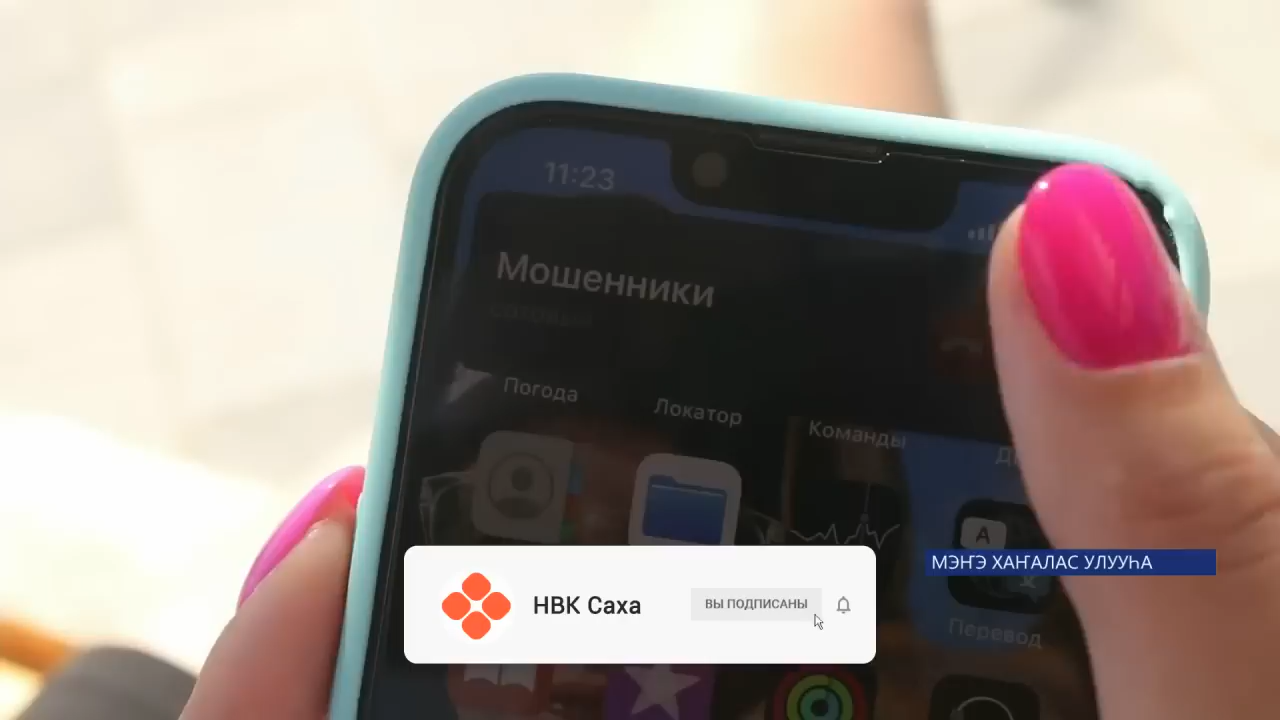 11:23
Мошенники
Погода
Локатор
Команды
A
МЭҤЭ ХАҤАЛАС УЛУУҺА
НВК Саха
ВЫ ПОДПИСАНЫ
Перевод